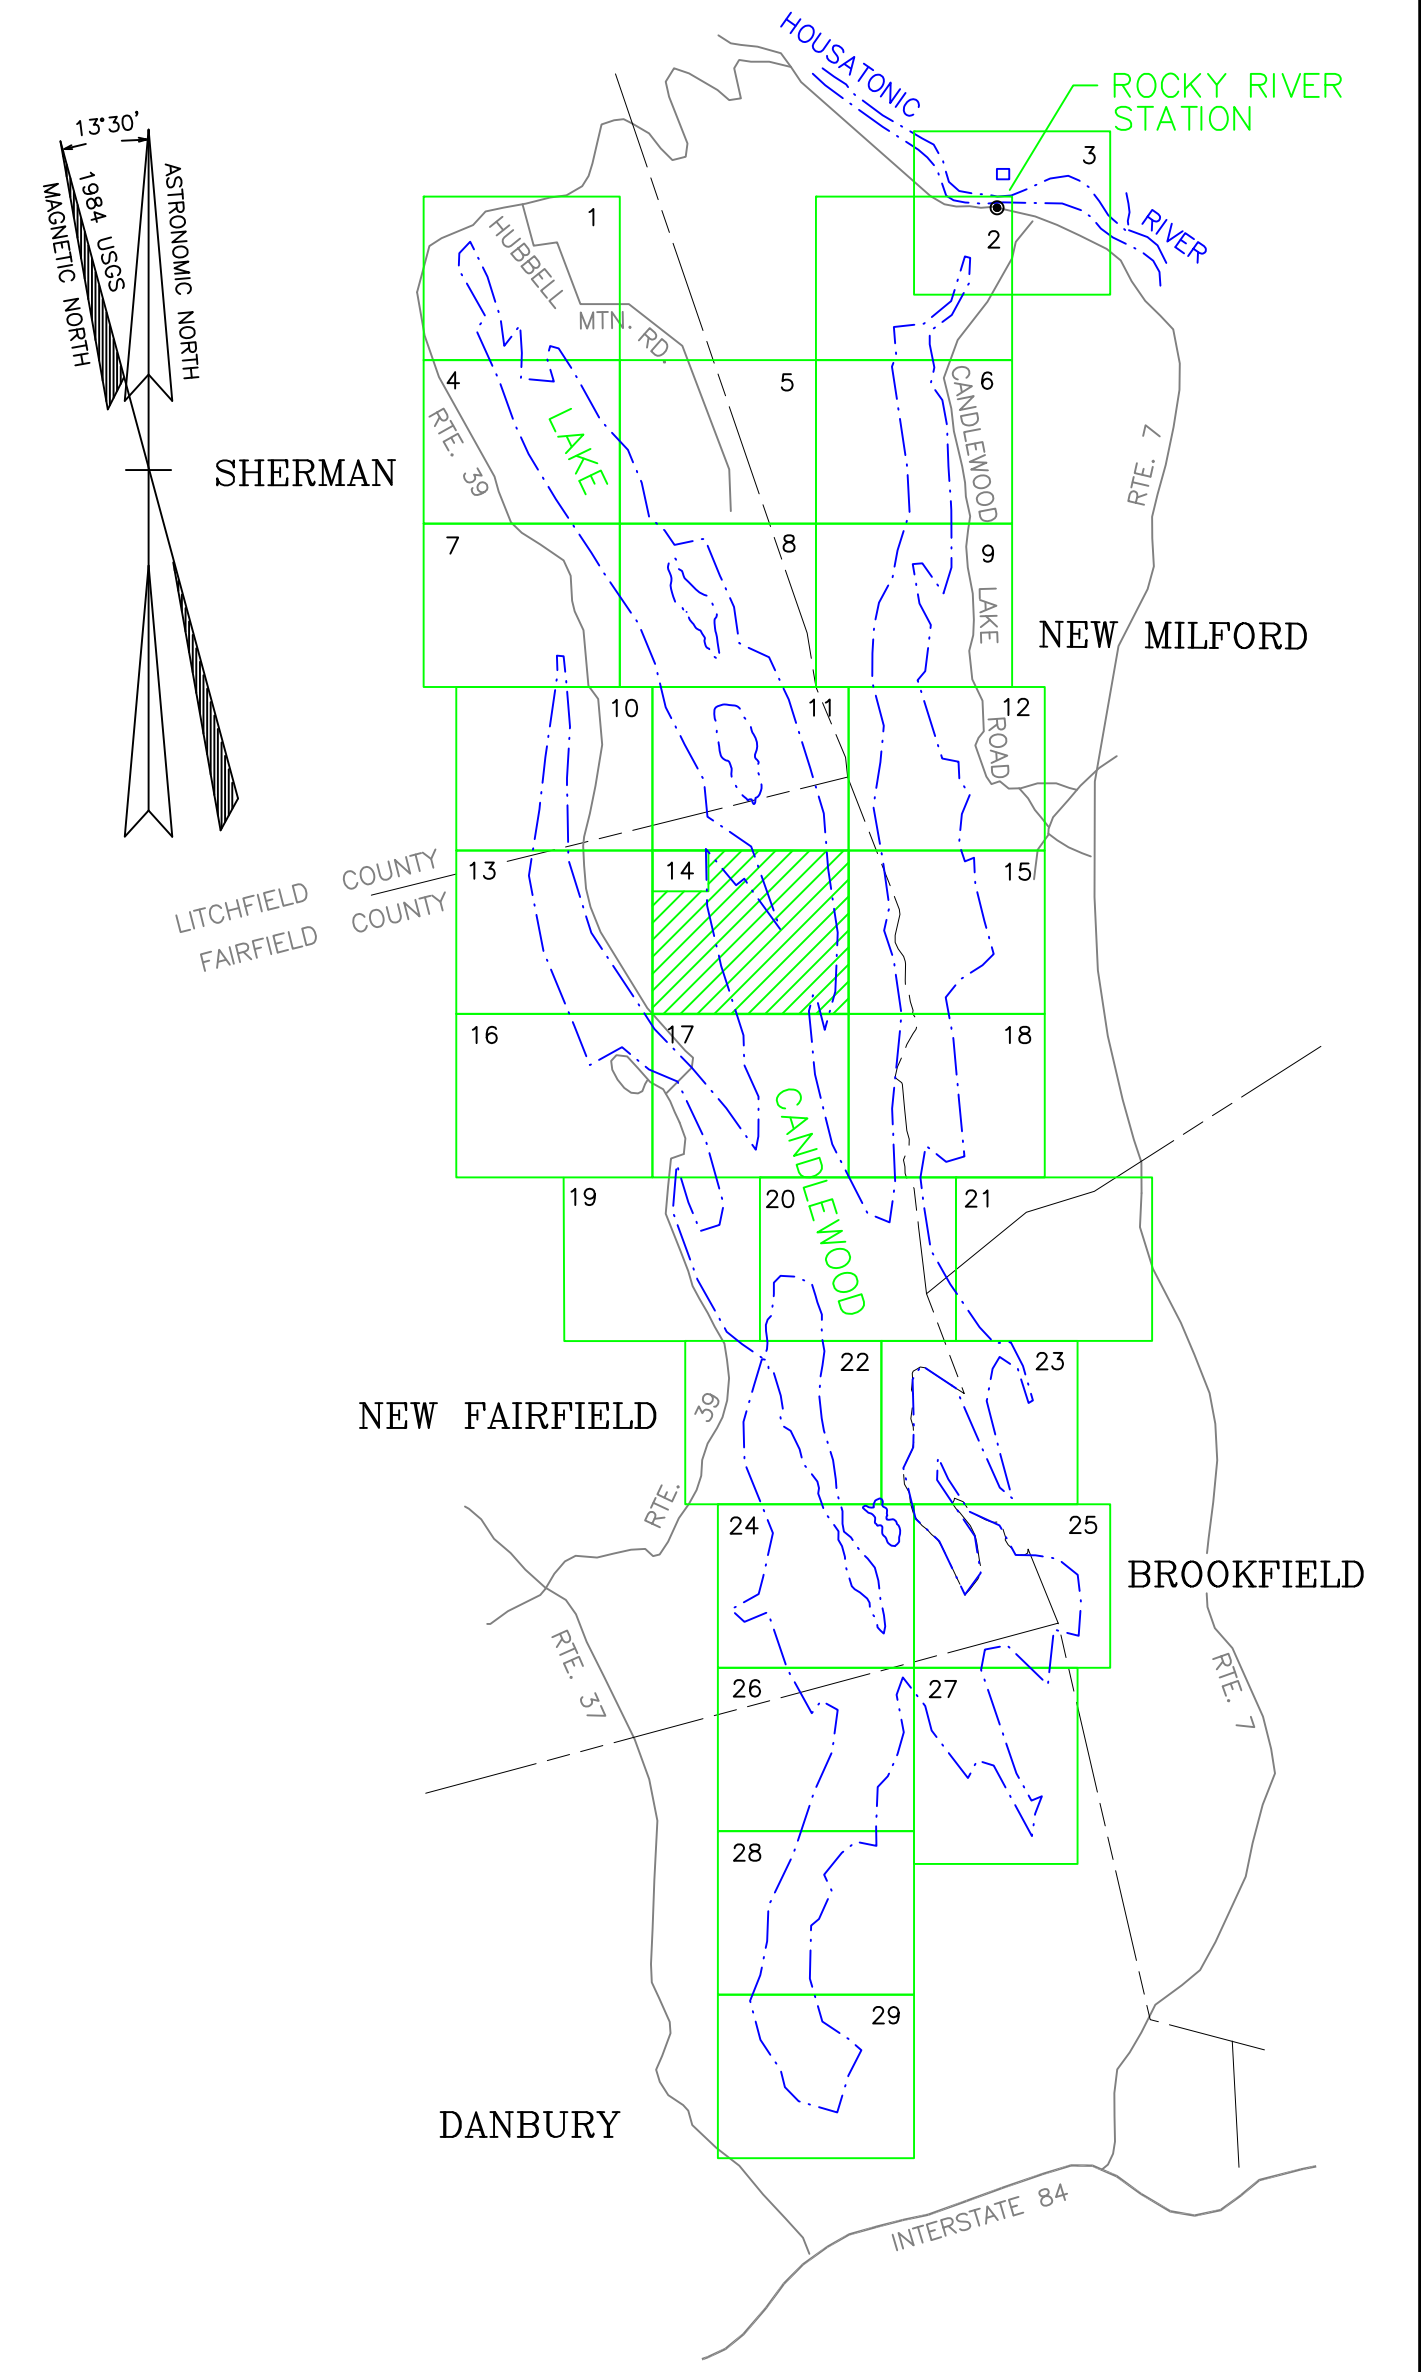 HOUSATONIC
RIVER
ROCKY RIVER
STATION
13°30'
1984 USGS
MAGNETIC NORTH
ASTRONOMIC NORTH
1
2
3
HUBBELL
MTN. RD.
4
5
6
RTE. 39
LAKE
CANDLEWOOD
LAKE
ROAD
RTE. 7
SHERMAN
7
8
9
NEW MILFORD
10
11
12
LITCHFIELD COUNTY
FAIRFIELD COUNTY
13
14
15
16
17
18
CANDLEWOOD
19
20
21
22
23
NEW FAIRFIELD
RTE. 39
24
25
BROOKFIELD
RTE. 37
26
27
RTE. 7
28
29
DANBURY
INTERSTATE 84